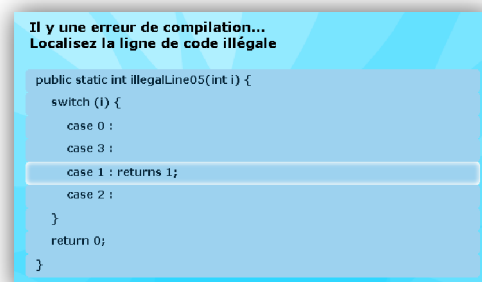 Il y une erreur de compilation...
Localisez la ligne de code illégale
public static int illegalLine05(int i) {
switch (i) {
case 0 :
case 3 :
case 1 : returns 1;
case 2 :
}
return 0;
}